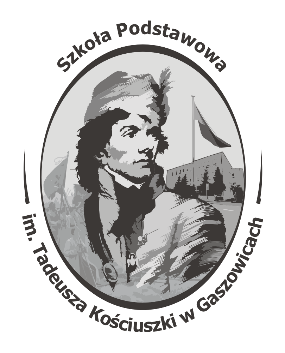 Szkoła Podstawowa
im. Tadeusza Kościuszki w Gaszowicach